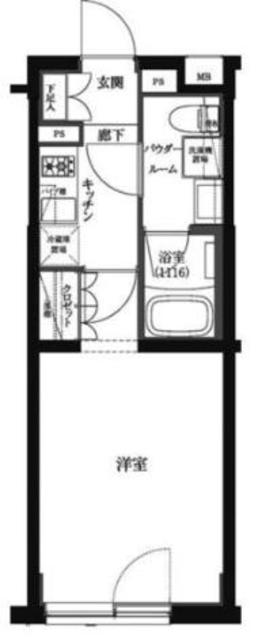 玄関
下足入
PS
MB
PS
廊下
パウダー
ルーム
洗濯機
置場
キッチン
冷蔵庫
置場
浴室
(1116)
クロゼット
洋室